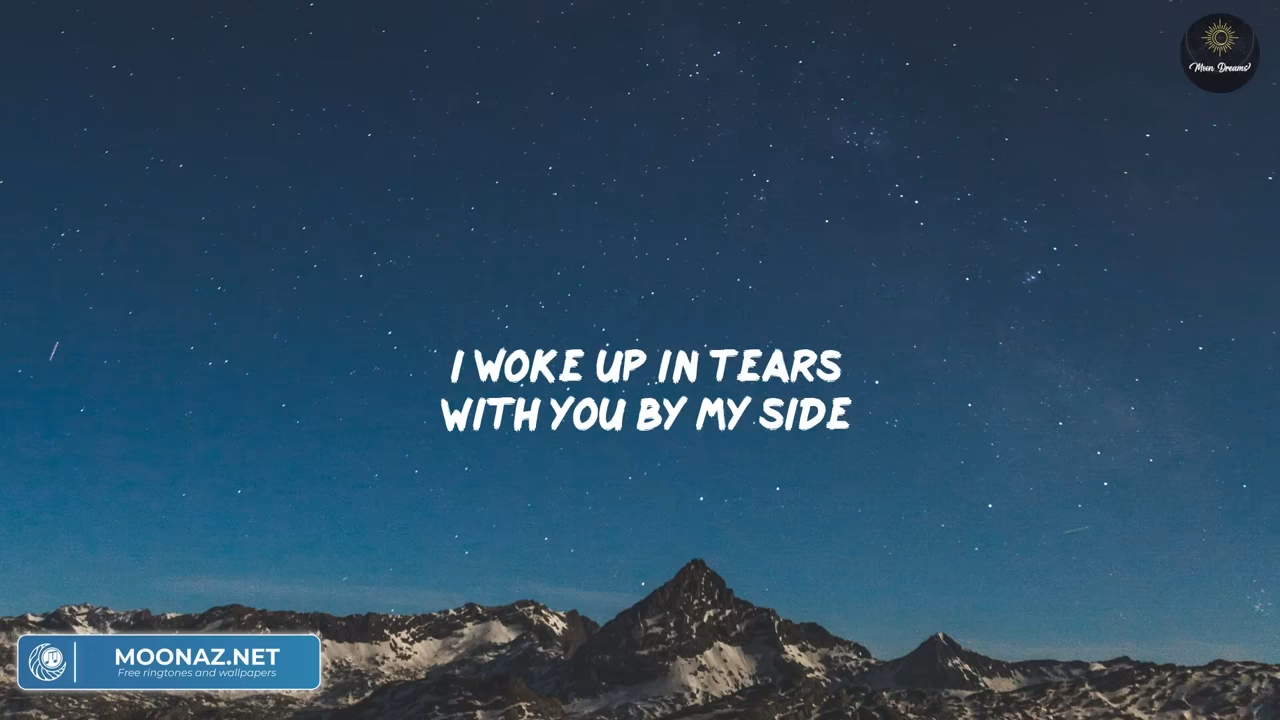 Moon Dreams
I WOKE UP IN TEARS
WITH YOU BY MY SIDE
MOONAZ.NET
Free ringtones and wallpapers